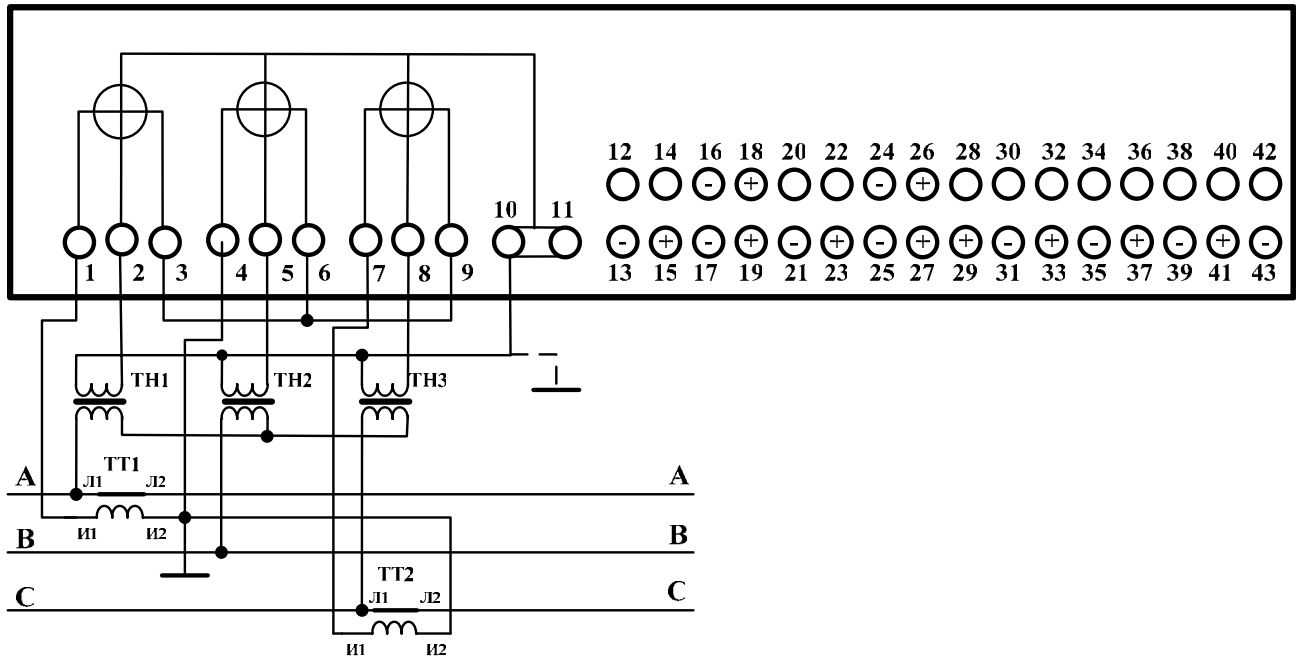 12 14 16 18 20 22 24 26 28 30 32 34 36 38 40 42
- + - +
10 11
- + - + - + - + + - + - + - + -
1 2 3 4 5 6 7 8 9
13 15 17 19 21 23 25 27 29 31 33 35 37 39 41 43
ТН1 ТН2 ТН3
ТТ1
А Л1 Л2 А
И1 И2
В В
ТТ2
С Л1 Л2 С
И1 И2